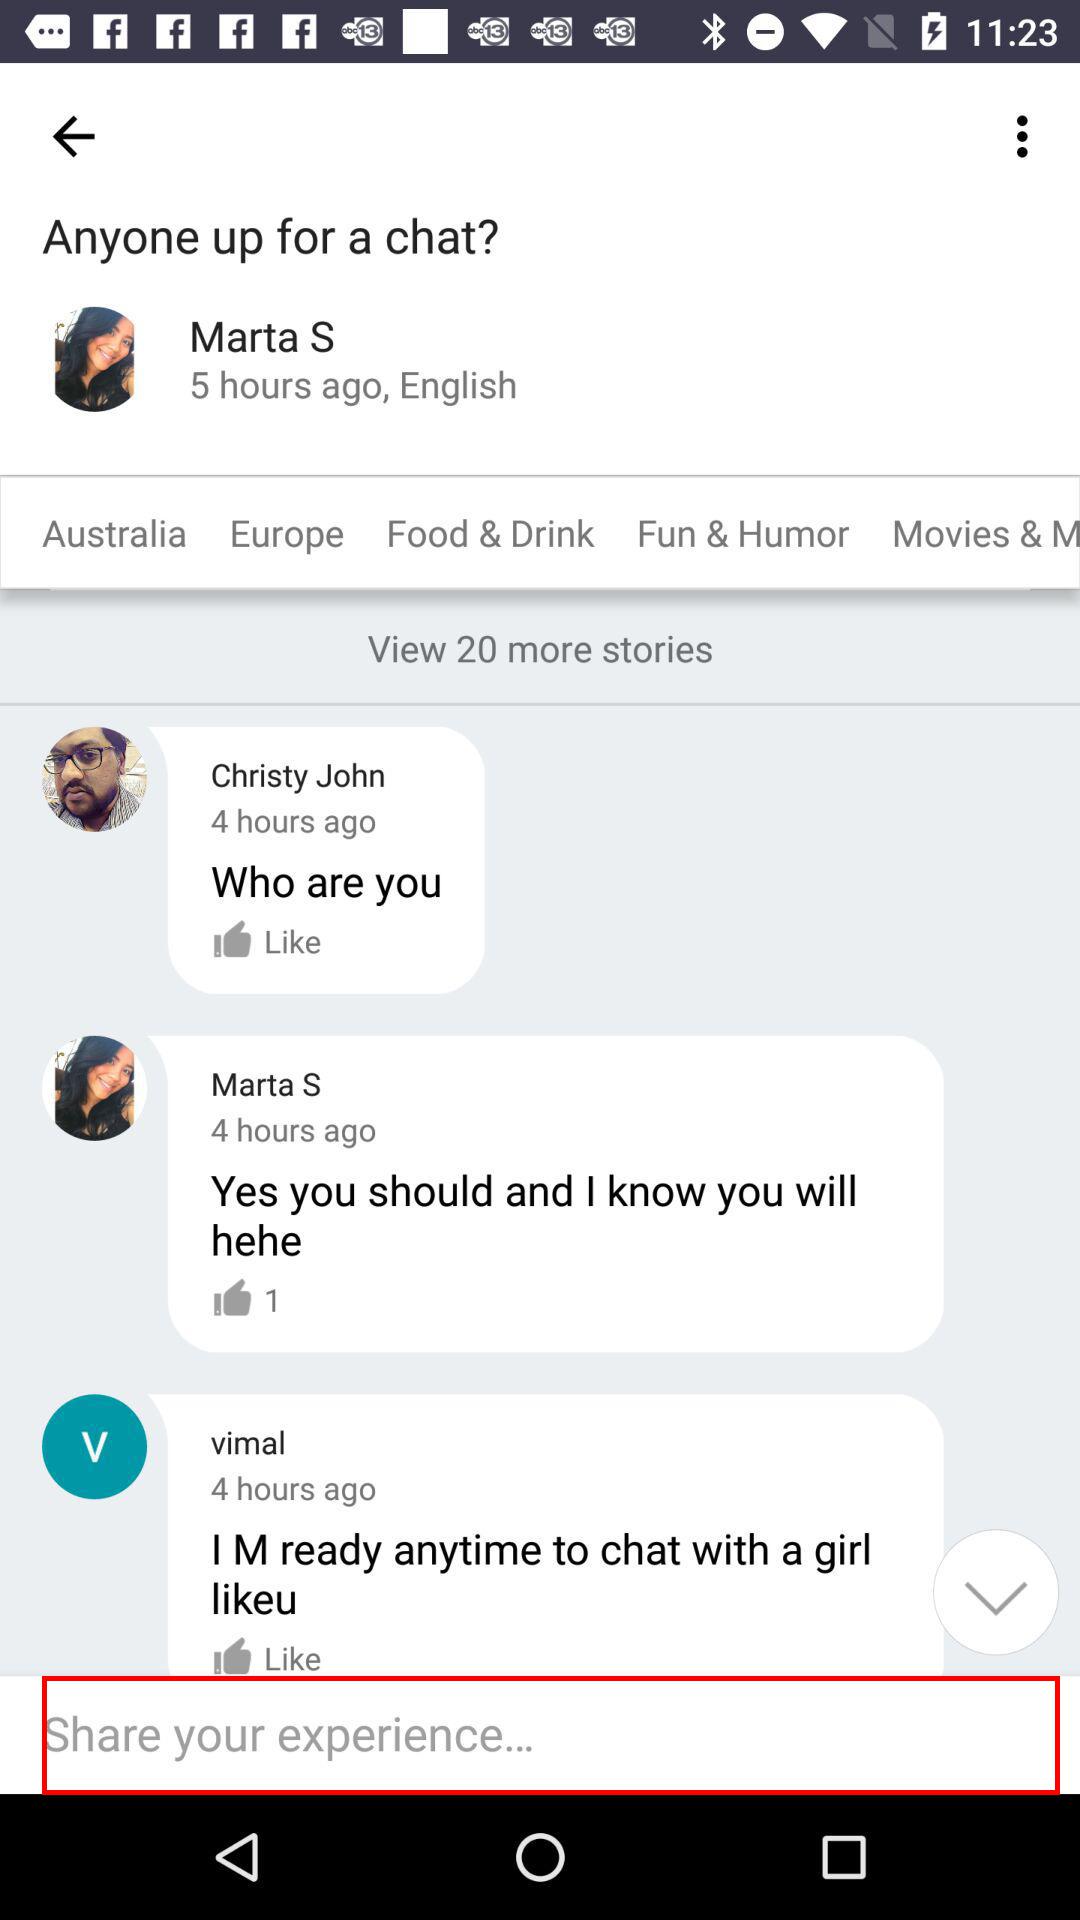 11:23
Anyone up for a chat?
Marta S
5 hours ago, English
Australia Europe Food & Drink Fun & Humor Movies & M
View 20 more stories
Christy John
4 hours ago
Who are you
Like
Marta S
4 hours ago
Yes you should and I know you will
hehe
1
V
vimal
4 hours ago
I M ready anytime to chat with a girl
likeu
Like
Share your experience...